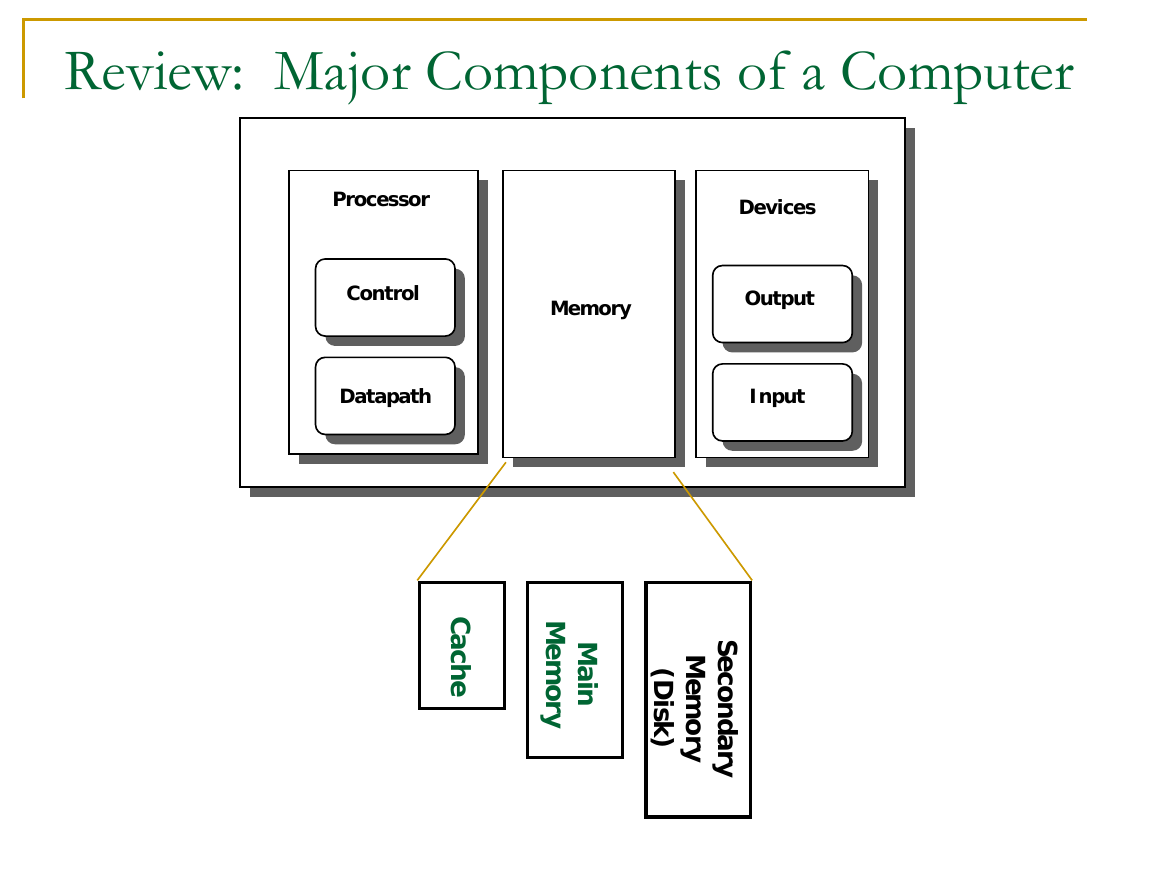 Review:  Major Components of a Computer
Processor
Control
Datapath
Memory
Devices
Output
Input
Cache
Main
Memory
Secondary
Memory
(Disk)